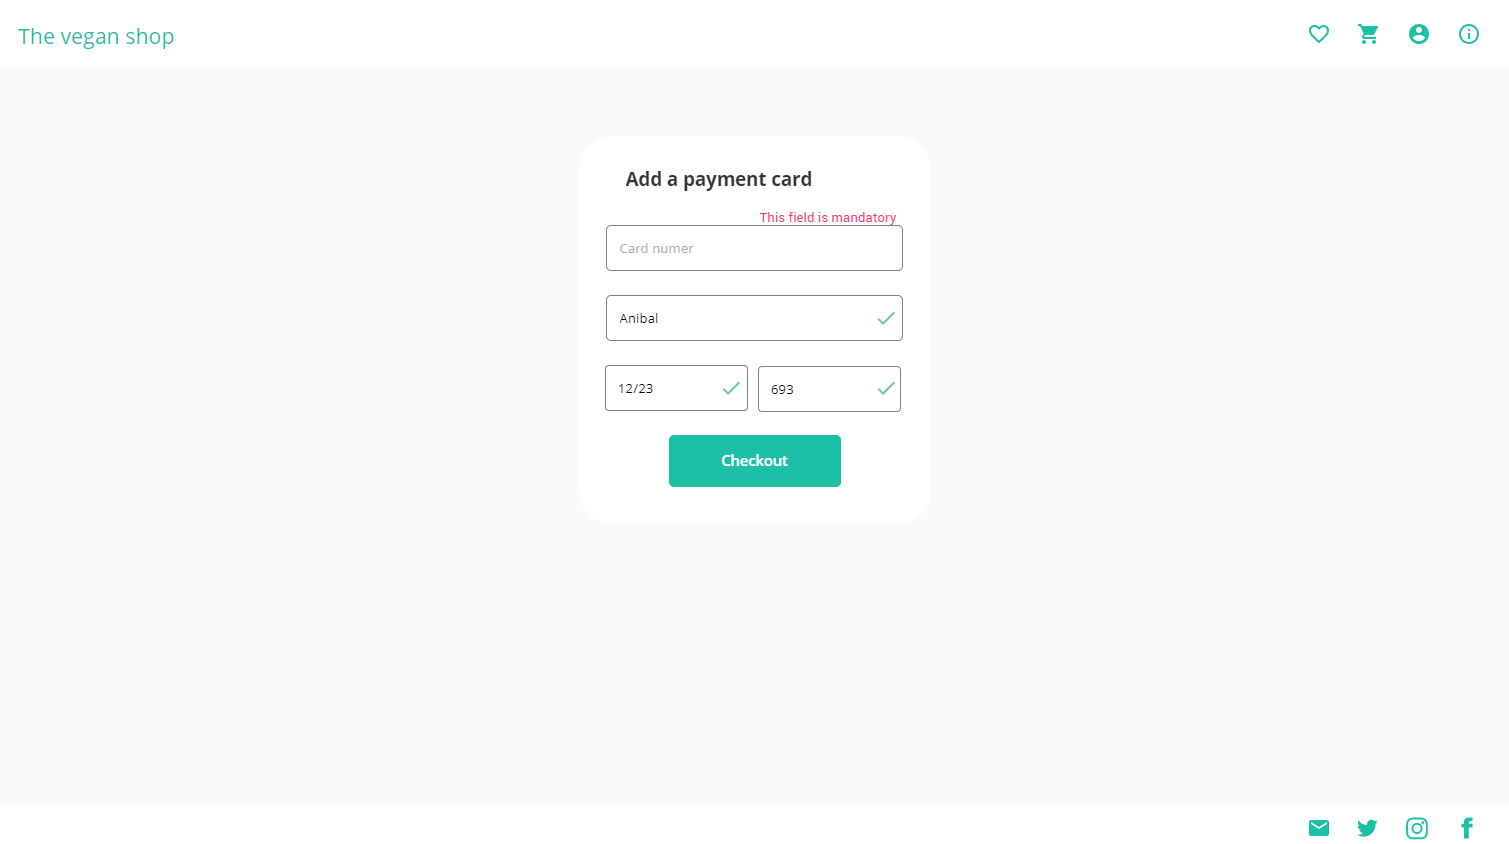 The vegan shop
Add a payment card
This field is mandatory
Card numer
Anibal
12/23
693
Checkout